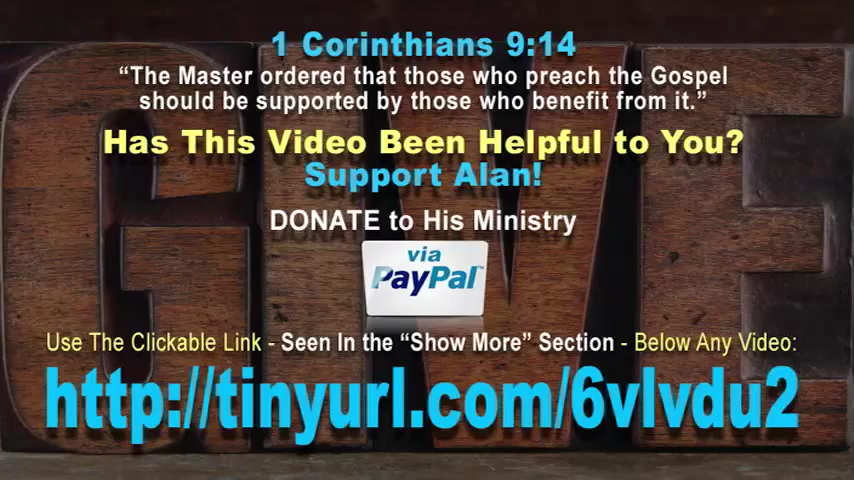 GIVE
1 Corinthians 9:14
“The Master ordered that those who preach the Gospel
should be supported by those who benefit from it.”
Has This Video Been Helpful to You?
Support Alan!
DONATE to His Ministry
via
PayPal™
Use The Clickable Link - Seen In the “Show More” Section - Below Any Video:
http://tinyurl.com/6vlvdu2